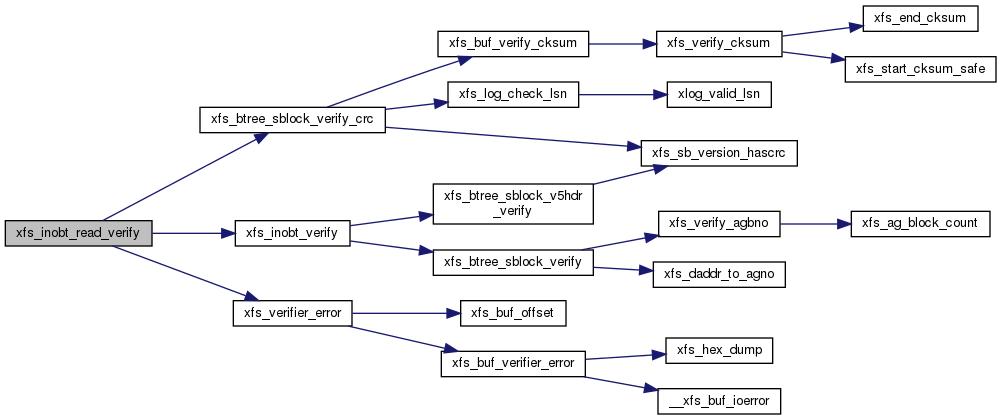 xfs_end_cksum
xfs_buf_verify_cksum
xfs_verify_cksum
xfs_start_cksum_safe
xfs_log_check_lsn
xlog_valid_lsn
xfs_btree_sblock_verify_crc
xfs_sb_version_hascrc
xfs_btree_sblock_v5hdr
_verify
xfs_inobt_read_verify
xfs_inobt_verify
xfs_verify_agbno
xfs_ag_block_count
xfs_btree_sblock_verify
xfs_daddr_to_agno
xfs_verifier_error
xfs_buf_offset
xfs_buf_verifier_error
xfs_hex_dump
__xfs_buf_ioerror